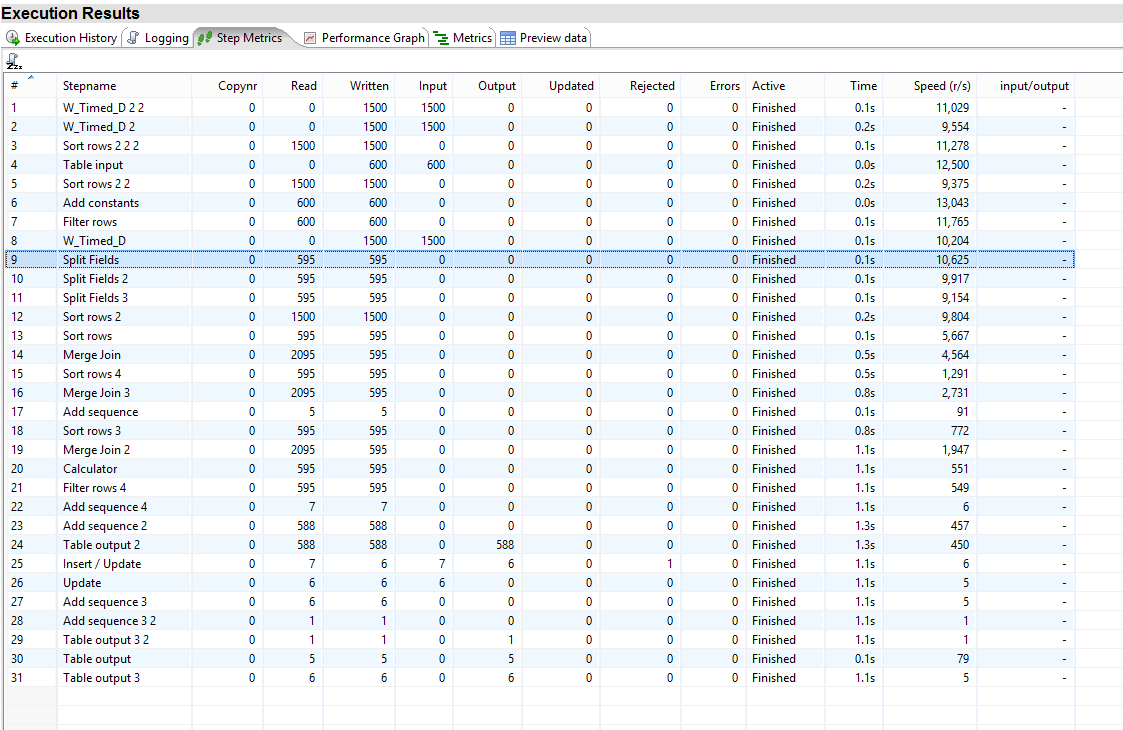 Execution Results
Execution History Logging Step Metrics Performance Graph Metrics Preview data
# Stepname Copynr Read Written Input Output Updated Rejected Errors Active Time Speed (r/s) input/output
1 W_Timed_D 2 2 0 0 1500 1500 0 0 0 0 Finished 0.1s 11,029 -
2 W_Timed_D 2 0 0 1500 1500 0 0 0 0 Finished 0.2s 9,554 -
3 Sort rows 2 2 2 0 1500 1500 0 0 0 0 0 Finished 0.1s 11,278 -
4 Table input 0 0 600 600 0 0 0 0 Finished 0.0s 12,500 -
5 Sort rows 2 2 0 1500 1500 0 0 0 0 0 Finished 0.2s 9,375 -
6 Add constants 0 600 600 0 0 0 0 0 Finished 0.0s 13,043 -
7 Filter rows 0 600 600 0 0 0 0 0 Finished 0.1s 11,765 -
8 W_Timed_D 0 0 1500 1500 0 0 0 0 Finished 0.1s 10,204 -
9 Split Fields 0 595 595 0 0 0 0 0 Finished 0.1s 10,625 -
10 Split Fields 2 0 595 595 0 0 0 0 0 Finished 0.1s 9,917 -
11 Split Fields 3 0 595 595 0 0 0 0 0 Finished 0.1s 9,154 -
12 Sort rows 2 0 1500 1500 0 0 0 0 0 Finished 0.2s 9,804 -
13 Sort rows 0 595 595 0 0 0 0 0 Finished 0.1s 5,667 -
14 Merge Join 0 2095 595 0 0 0 0 0 Finished 0.5s 4,564 -
15 Sort rows 4 0 595 595 0 0 0 0 0 Finished 0.5s 1,291 -
16 Merge Join 3 0 2095 595 0 0 0 0 0 Finished 0.8s 2,731 -
17 Add sequence 0 5 5 0 0 0 0 0 Finished 0.1s 91 -
18 Sort rows 3 0 595 595 0 0 0 0 0 Finished 0.8s 772 -
19 Merge Join 2 0 2095 595 0 0 0 0 0 Finished 1.1s 1,947 -
20 Calculator 0 595 595 0 0 0 0 0 Finished 1.1s 551 -
21 Filter rows 4 0 595 595 0 0 0 0 0 Finished 1.1s 549 -
22 Add sequence 4 0 7 7 0 0 0 0 0 Finished 1.1s 6 -
23 Add sequence 2 0 588 588 0 0 0 0 0 Finished 1.3s 457 -
24 Table output 2 0 588 588 0 588 0 0 0 Finished 1.3s 450 -
25 Insert / Update 0 7 6 7 6 0 1 0 Finished 1.1s 6 -
26 Update 0 6 6 6 0 0 0 0 Finished 1.1s 5 -
27 Add sequence 3 0 6 6 0 0 0 0 0 Finished 1.1s 5 -
28 Add sequence 3 2 0 1 1 0 0 0 0 0 Finished 1.1s 1 -
29 Table output 3 2 0 1 1 0 1 0 0 0 Finished 1.1s 1 -
30 Table output 0 5 5 0 5 0 0 0 Finished 0.1s 79 -
31 Table output 3 0 6 6 0 6 0 0 0 Finished 1.1s 5 -